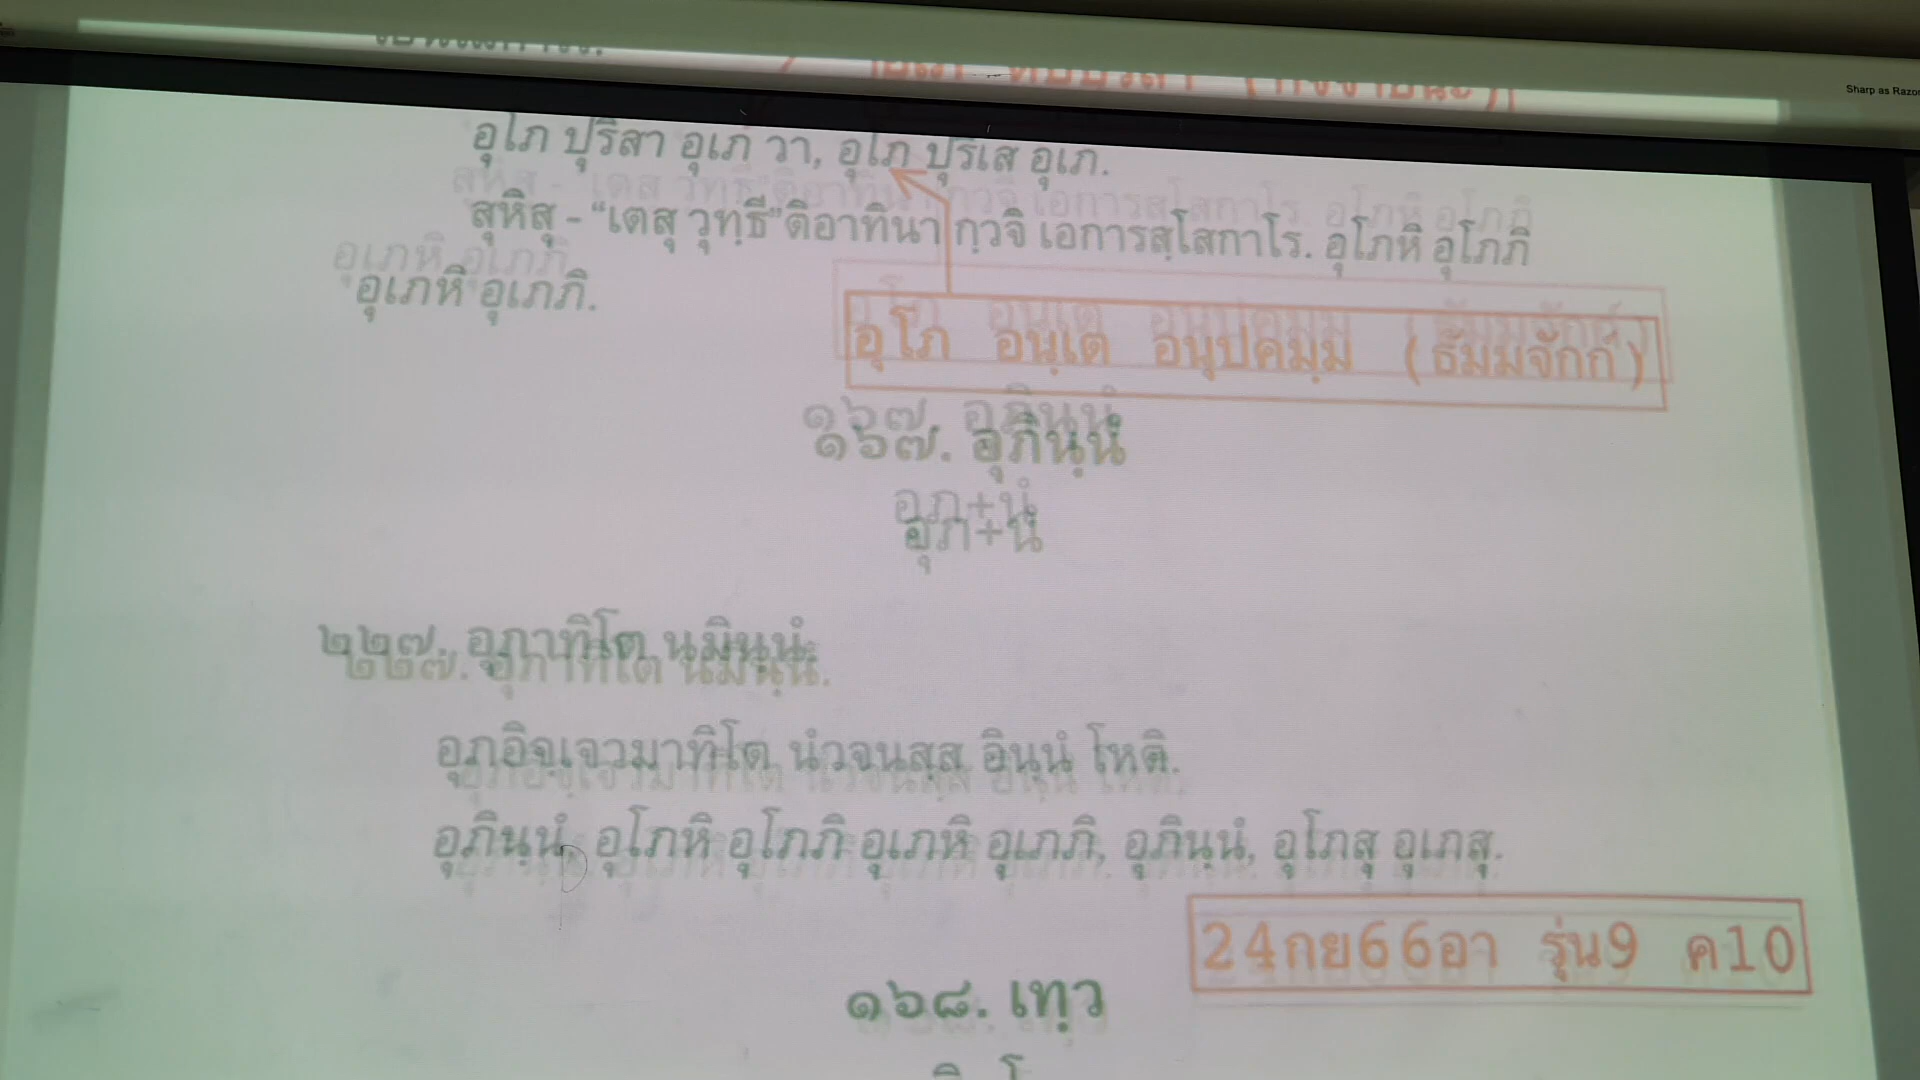 Sharp as Razo
อุโภ ปุริสา อุเภ วา, อุโภ ปุริเส อุเภ.
สุหิสุ - “เตสุ วุทฺธี”ติอาทินา กฺวจิ เอการสฺโสกาโร. อุโภหิ อุโภภิ
อุเภหิ อุเภภิ.
อุโภ อนฺเต อนุปคมฺม (ธัมมจักก์)
๑๖๗. อุภินฺนํ
อุภ+นํ
๒๒๗. อุภาทิโต นมินฺนํ.
อุภอิจฺเจวมาทิโต นํวจนสฺส อินฺนํ โหติ.
อุภินฺนํ, อุโภหิ อุโภภิ อุเภหิ อุเภภิ, อุภินฺนํ, อุโภสุ อุเภสุ.
24กย66อา รุ่น9 ค10
๑๖๘. เทฺว